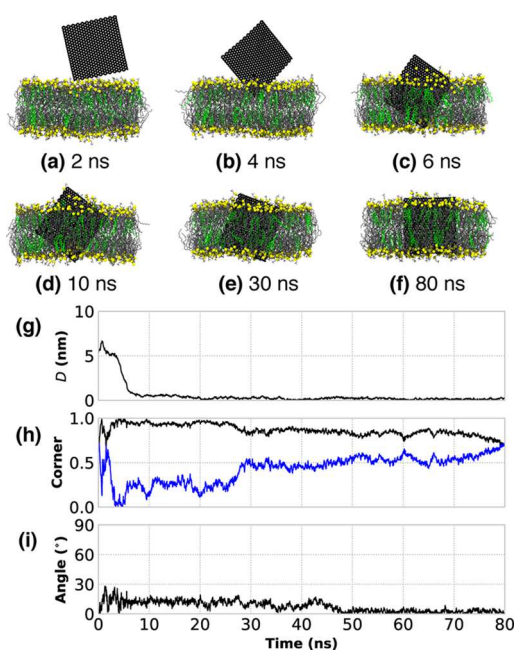 (a) 2 ns
(b) 4 ns
(c) 6 ns
(d) 10 ns
(e) 30 ns
(f) 80 ns
(g)
D (nm)
10
5
0
(h)
Corner
1.0
0.5
0.0
(i)
Angle (°)
90
60
30
0
0 10 20 30 40 50 60 70 80
Time (ns)